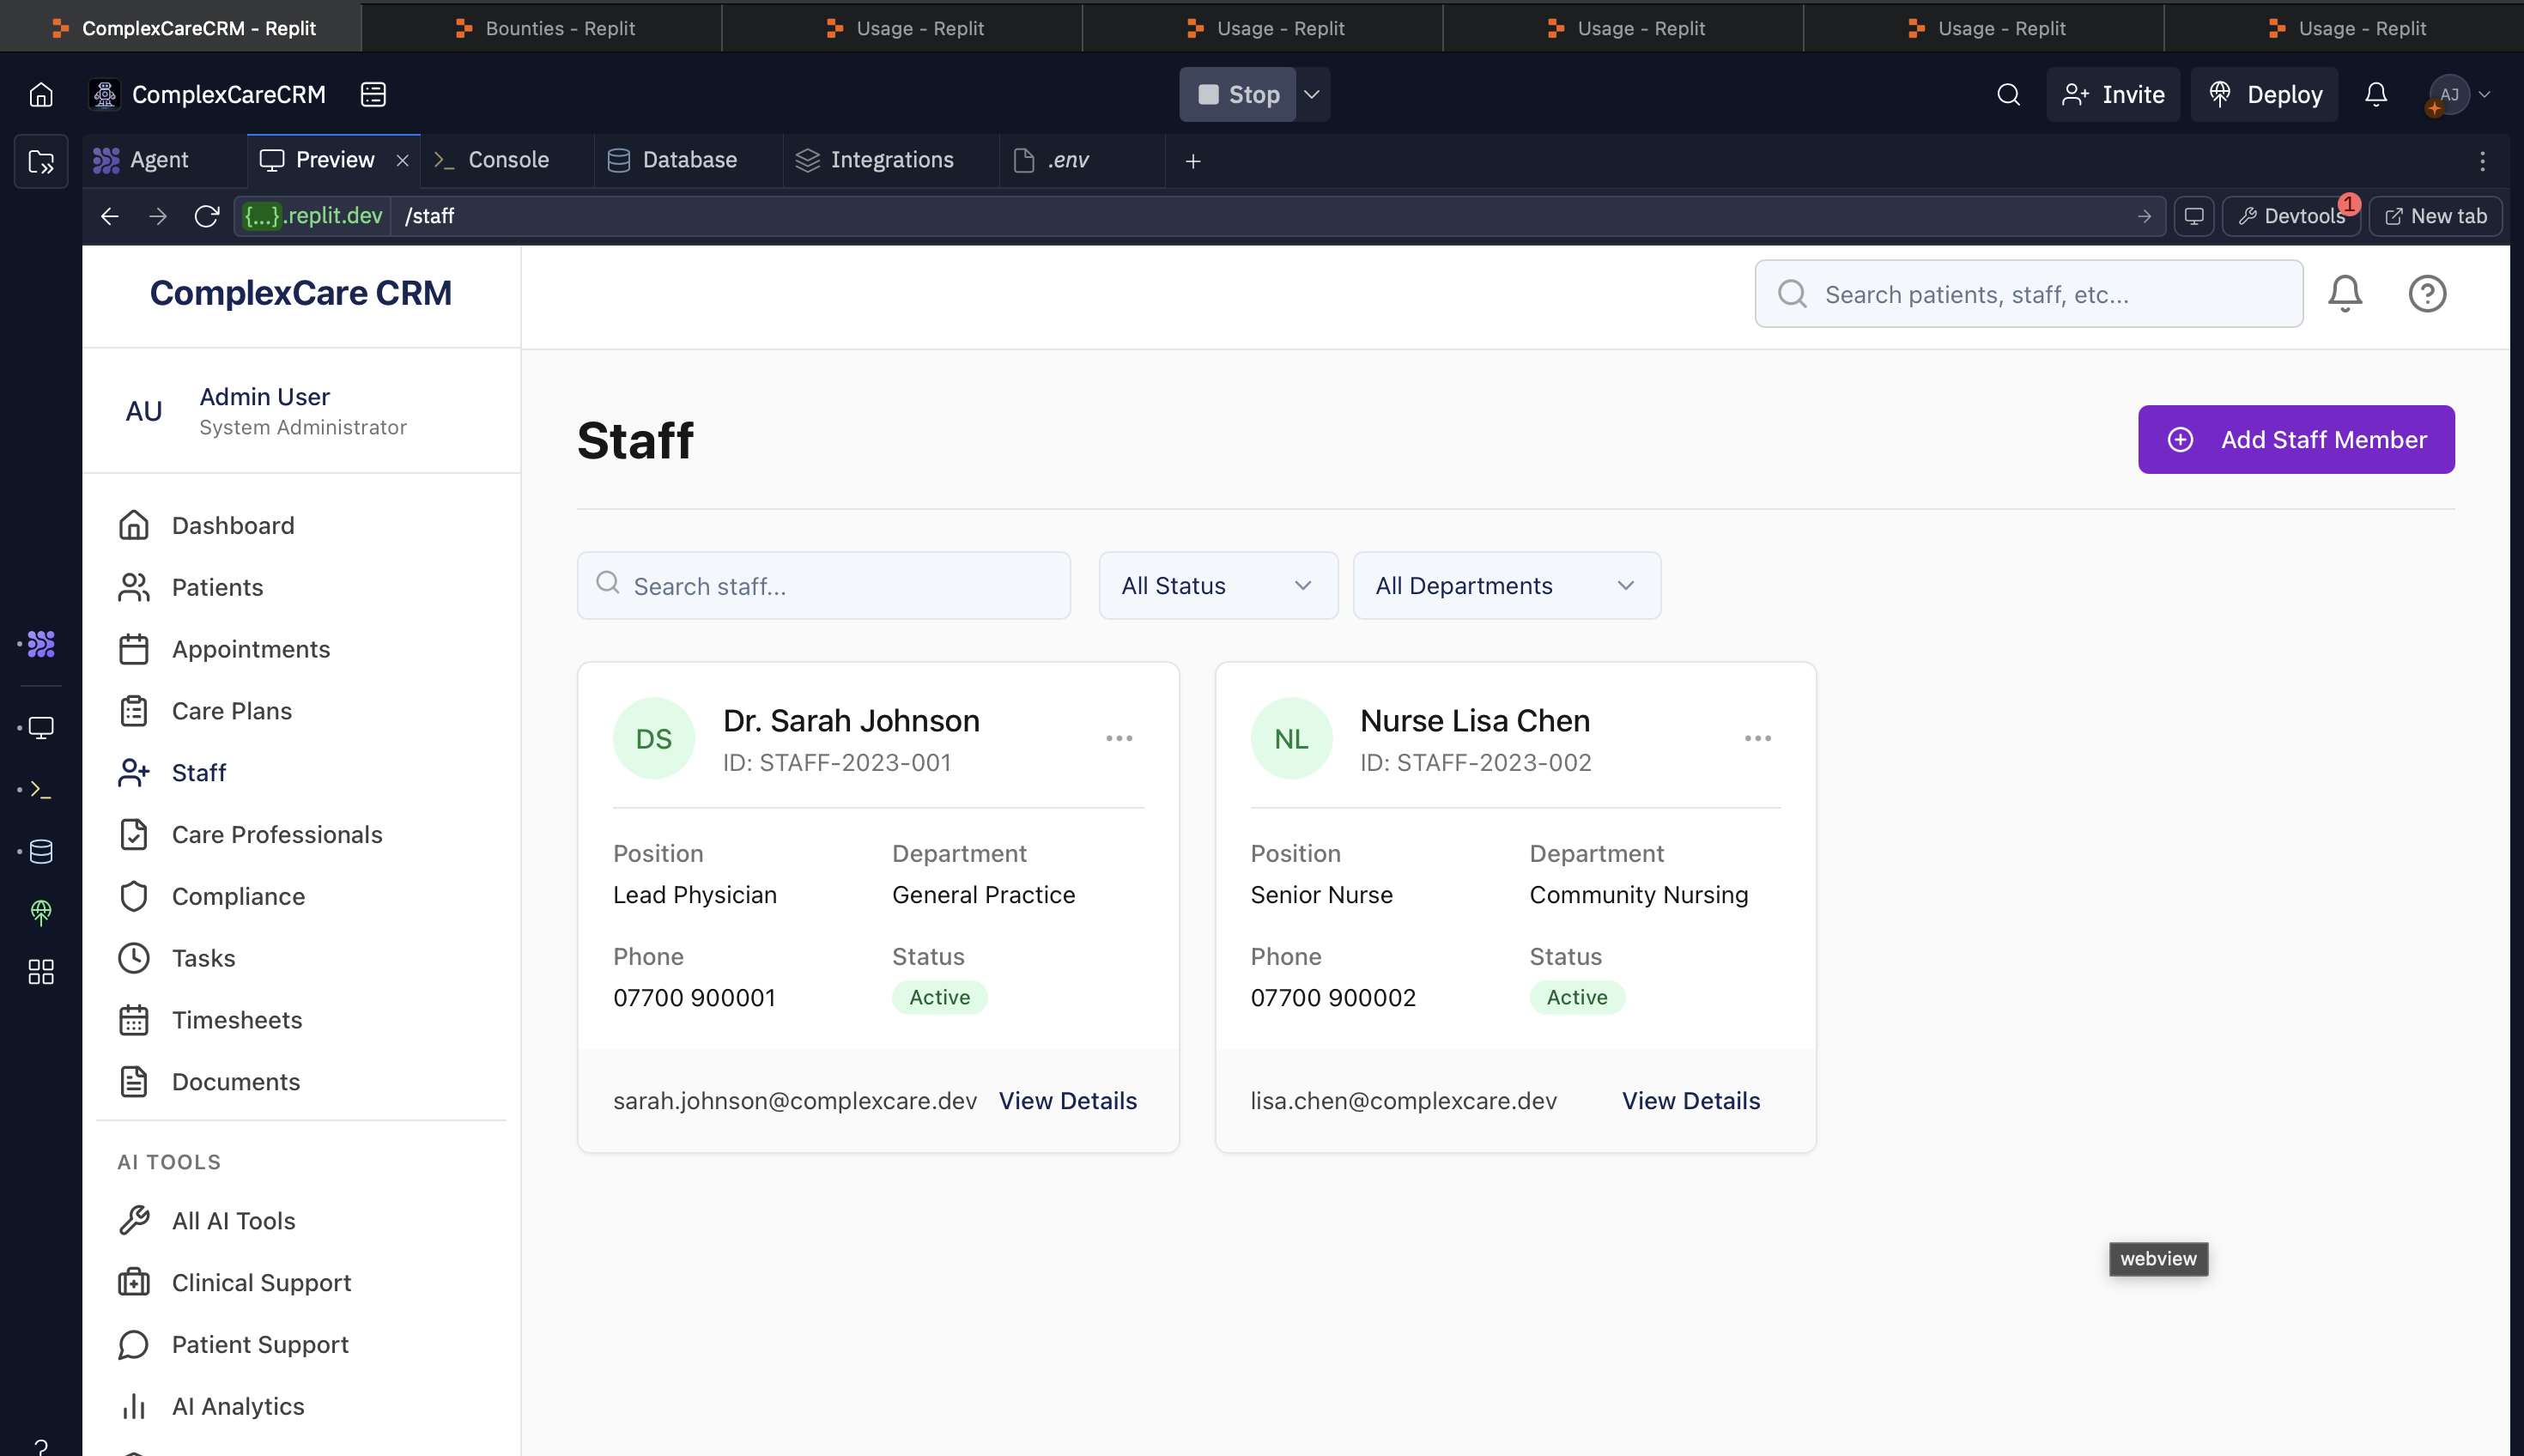 ComplexCareCRM - Replit
Bounties - Replit
Usage - Replit
Usage - Replit
Usage - Replit
Usage - Replit
Usage - Replit
ComplexCareCRM
Stop
Invite
Deploy
AJ
Agent
Preview
Console
Database
Integrations
.env
{...}.replit.dev
/staff
Devtools
1
New tab
ComplexCare CRM
Search patients, staff, etc...
AU
Admin User
System Administrator
Dashboard
Patients
Appointments
Care Plans
Staff
Care Professionals
Compliance
Tasks
Timesheets
Documents
AI TOOLS
All AI Tools
Clinical Support
Patient Support
AI Analytics
Staff
Add Staff Member
Search staff...
All Status
All Departments
DS
Dr. Sarah Johnson
ID: STAFF-2023-001
Position
Department
Lead Physician
General Practice
Phone
Status
07700 900001
Active
sarah.johnson@complexcare.dev
View Details
NL
Nurse Lisa Chen
ID: STAFF-2023-002
Position
Department
Senior Nurse
Community Nursing
Phone
Status
07700 900002
Active
lisa.chen@complexcare.dev
View Details
webview